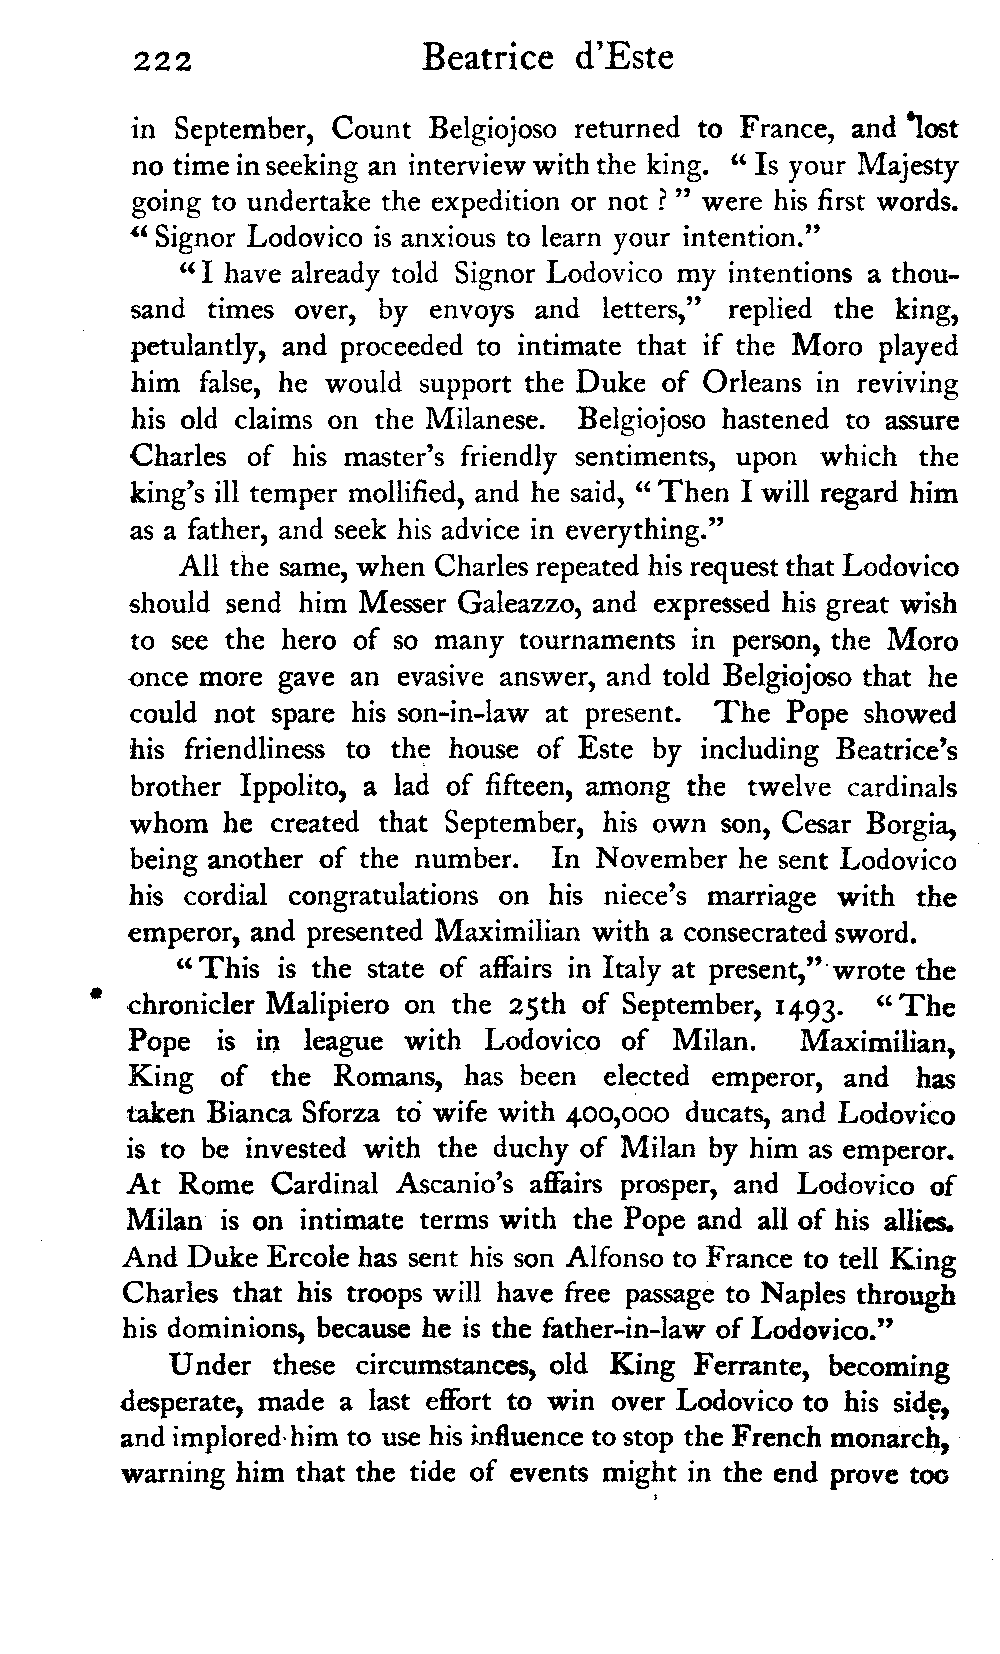 222 Beatrice d'Este
in September, Count Belgiojoso returned to France, and lost
no time in seeking an interview with the king. “ Is your Majesty
going to undertake the expedition or not ? ” were his first words.
“ Signor Lodovico is anxious to learn your intention.”
“ I have already told Signor Lodovico my intentions a thou-
sand times over, by envoys and letters,” replied the king,
petulantly, and proceeded to intimate that if the Moro played
him false, he would support the Duke of Orleans in reviving
his old claims on the Milanese. Belgiojoso hastened to assure
Charles of his master's friendly sentiments, upon which the
king's ill temper mollified, and he said, “ Then I will regard him
as a father, and seek his advice in everything.”
All the same, when Charles repeated his request that Lodovico
should send him Messer Galeazzo, and expressed his great wish
to see the hero of so many tournaments in person, the Moro
once more gave an evasive answer, and told Belgiojoso that he
could not spare his son-in-law at present. The Pope showed
his friendliness to the house of Este by including Beatrice's
brother Ippolito, a lad of fifteen, among the twelve cardinals
whom he created that September, his own son, Cesar Borgia,
being another of the number. In November he sent Lodovico
his cordial congratulations on his niece's marriage with the
emperor, and presented Maximilian with a consecrated sword.
“ This is the state of affairs in Italy at present,” wrote the
chronicler Malipiero on the 25th of September, 1493. “ The
Pope is in league with Lodovico of Milan. Maximilian,
King of the Romans, has been elected emperor, and has
taken Bianca Sforza to wife with 400,000 ducats, and Lodovico
is to be invested with the duchy of Milan by him as emperor.
At Rome Cardinal Ascanio's affairs prosper, and Lodovico of
Milan is on intimate terms with the Pope and all of his allies.
And Duke Ercole has sent his son Alfonso to France to tell King
Charles that his troops will have free passage to Naples through
his dominions, because he is the father-in-law of Lodovico.”
Under these circumstances, old King Ferrante, becoming
desperate, made a last effort to win over Lodovico to his side,
and implored him to use his influence to stop the French monarch,
warning him that the tide of events might in the end prove too